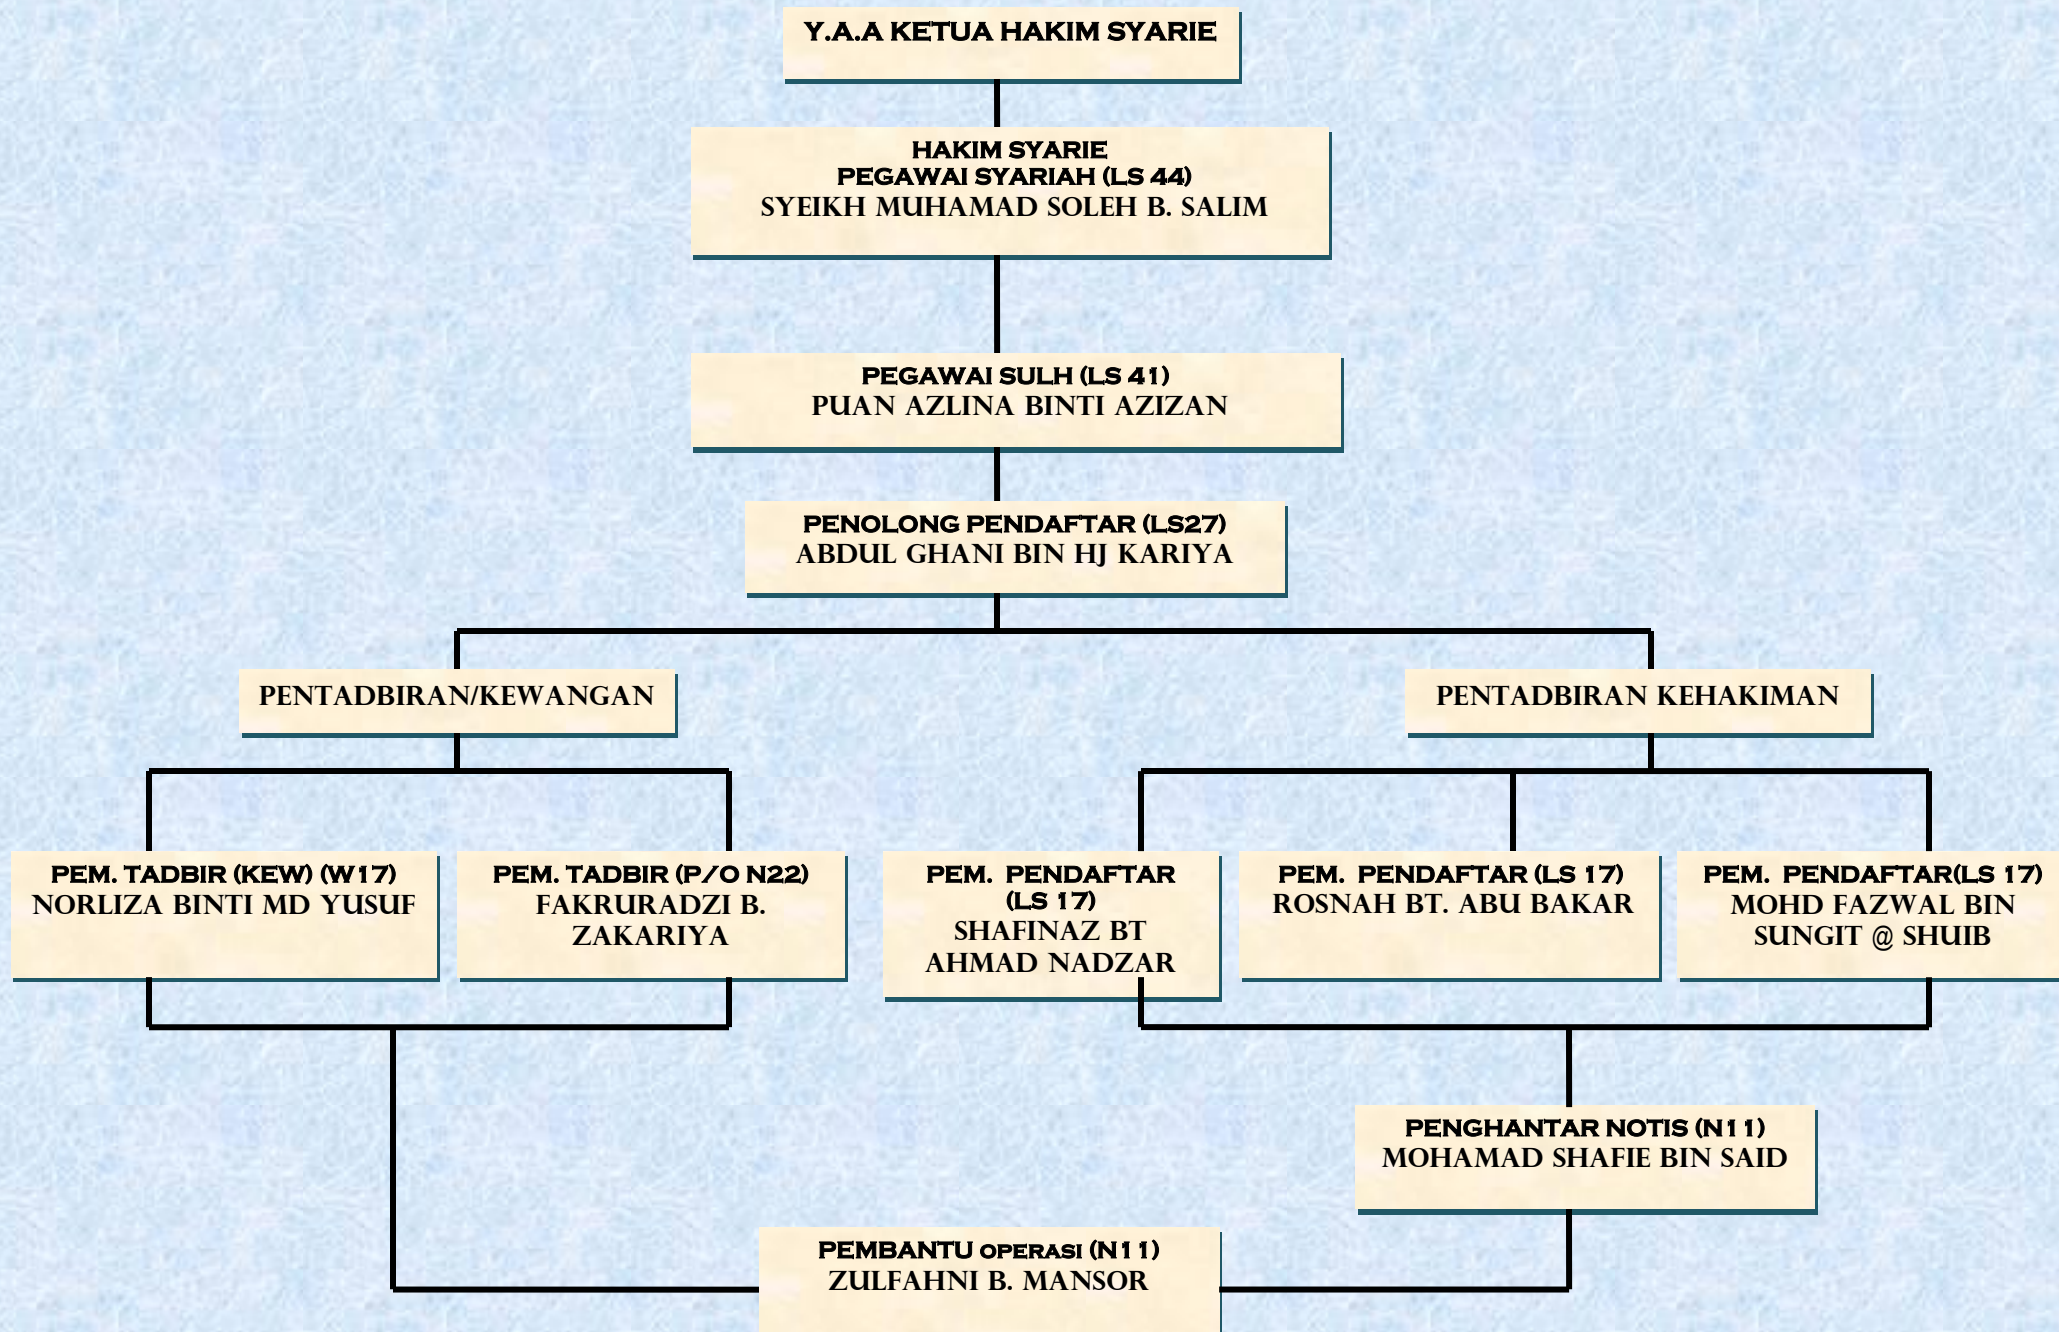 Y.A.A KETUA HAKIM SYARIE
HAKIM SYARIE
PEGAWAI SYARIAH (LS 44)
SYEIKH MUHAMAD SOLEH B. SALIM
PEGAWAI SULH (LS 41)
PUAN AZLINA BINTI AZIZAN
PENOLONG PENDAFTAR (LS27)
ABDUL GHANI BIN HJ KARIYA
PENTADBIRAN/KEWANGAN
PENTADBIRAN KEHAKIMAN
PEM. TADBIR (KEW) (W17)
NORLIZA BINTI MD YUSUF
PEM. TADBIR (P/O N22)
FAKRURADZI B.
ZAKARIYA
PEM. PENDAFTAR
(LS 17)
SHAFINAZ BT
AHMAD NADZAR
PEM. PENDAFTAR (LS 17)
ROSNAH BT. ABU BAKAR
PEM. PENDAFTAR(LS 17)
MOHD FAZWAL BIN
SUNGIT @ SHUIB
PENGHANTAR NOTIS (N11)
MOHAMAD SHAFIE BIN SAID
PEMBANTU OPERASI (N11)
ZULFAHNI B. MANSOR